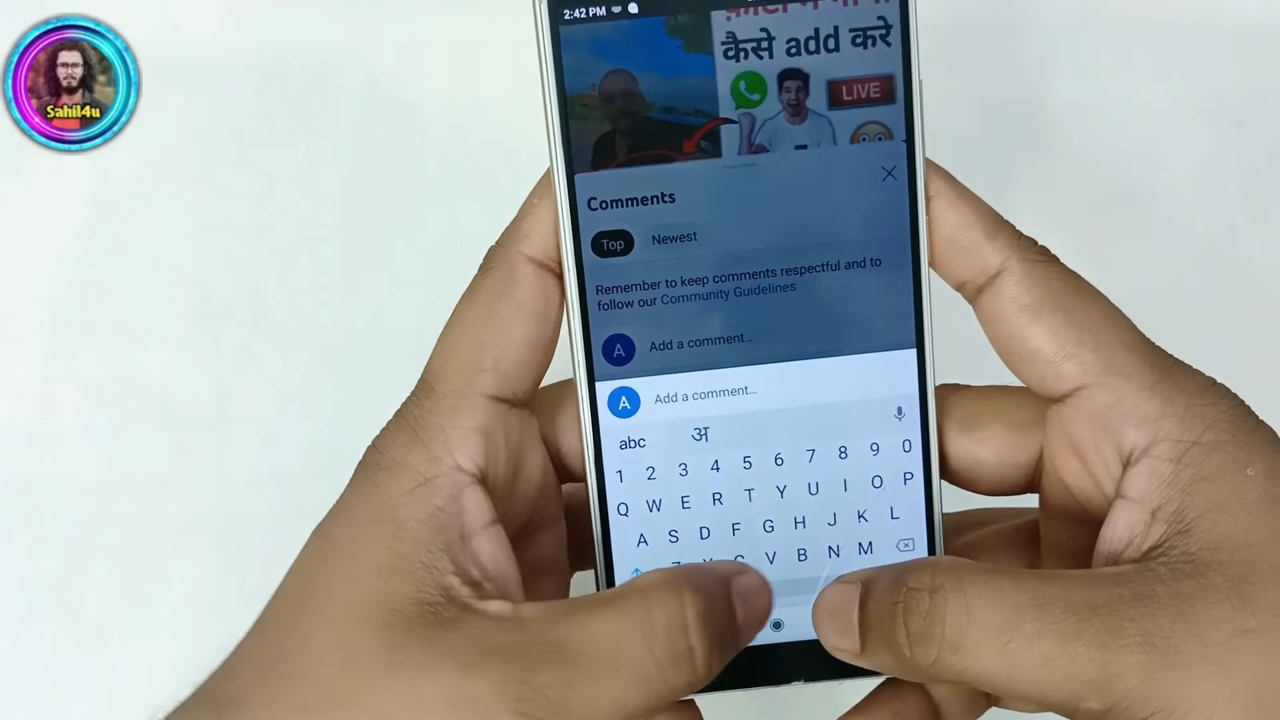 2:42 PM
कैसे add करे
LIVE
Sahil4u
Comments
Top Newest
Remember to keep comments respectful and to
follow our Community Guidelines
A Add a comment...
A Add a comment...
abc अ
1 2 3 4 5 6 7 8 9 0
Q W E R T Y U I O P
A S D F G H J K L
V B N M